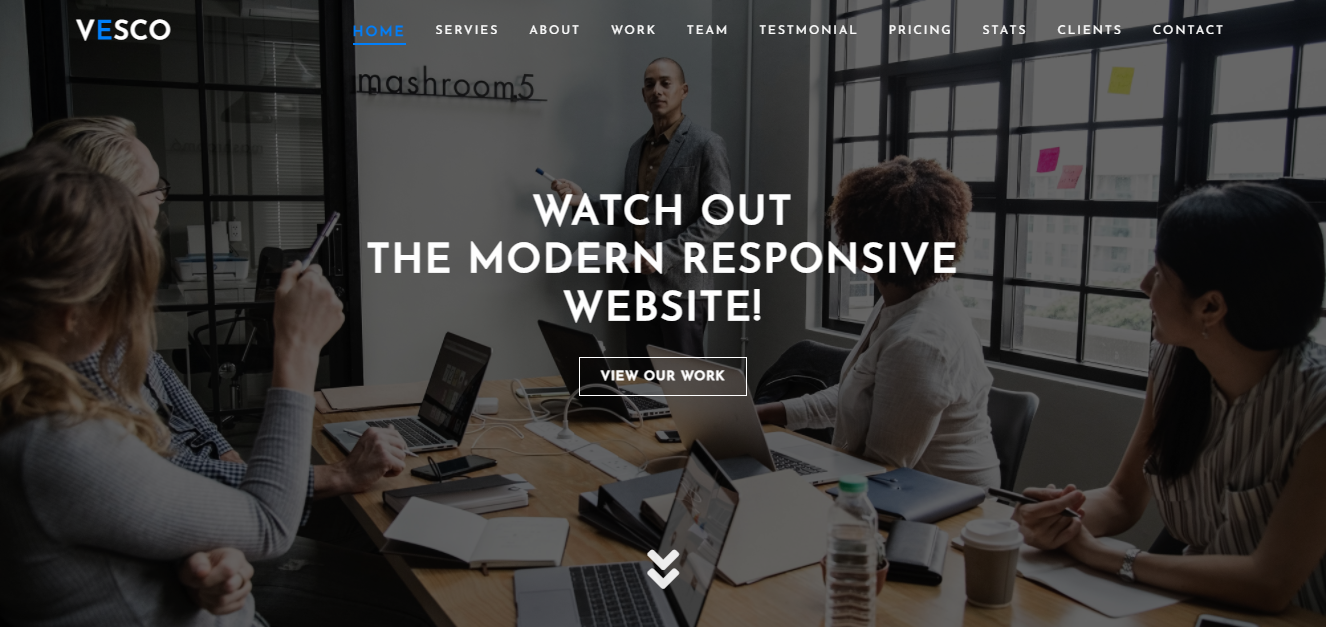 VESCO
HOME SERVIES ABOUT WORK TEAM TESTMONIAL PRICING STATS CLIENTS CONTACT
mashroom5
WATCH OUT
THE MODERN RESPONSIVE
WEBSITE!
VIEW OUR WORK